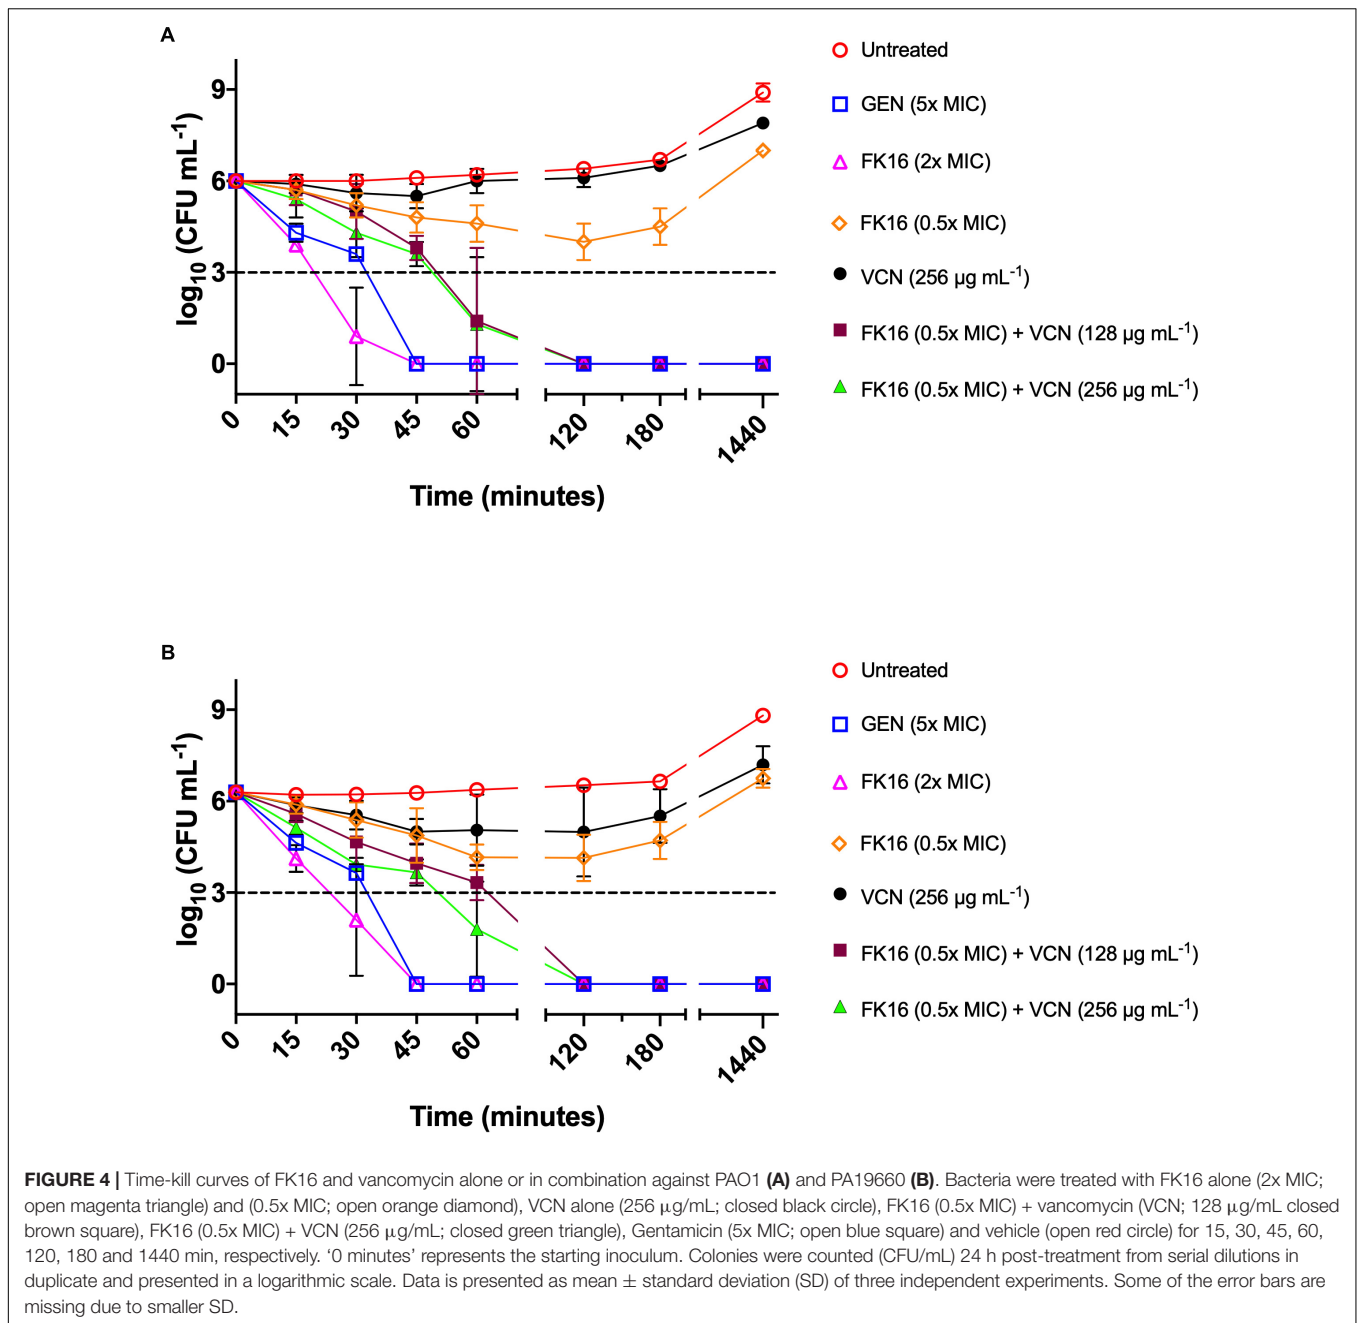 A
9
6
3
0
log10 (CFU mL-1)
0
15
30
45
60
120
180
1440
Time (minutes)
Untreated
GEN (5x MIC)
FK16 (2x MIC)
FK16 (0.5x MIC)
VCN (256 µg mL-1)
FK16 (0.5x MIC) + VCN (128 µg mL-1)
FK16 (0.5x MIC) + VCN (256 µg mL-1)
B
9
6
3
0
log10 (CFU mL-1)
0
15
30
45
60
120
180
1440
Time (minutes)
Untreated
GEN (5x MIC)
FK16 (2x MIC)
FK16 (0.5x MIC)
VCN (256 µg mL-1)
FK16 (0.5x MIC) + VCN (128 µg mL-1)
FK16 (0.5x MIC) + VCN (256 µg mL-1)
FIGURE 4 | Time-kill curves of FK16 and vancomycin alone or in combination against PAO1 (A) and PA19660 (B). Bacteria were treated with FK16 alone (2x MIC;
open magenta triangle) and (0.5x MIC; open orange diamond), VCN alone (256 µg/mL; closed black circle), FK16 (0.5x MIC) + vancomycin (VCN; 128 µg/mL closed
brown square), FK16 (0.5x MIC) + VCN (256 µg/mL; closed green triangle), Gentamicin (5x MIC; open blue square) and vehicle (open red circle) for 15, 30, 45, 60,
120, 180 and 1440 min, respectively. ‘0 minutes’ represents the starting inoculum. Colonies were counted (CFU/mL) 24 h post-treatment from serial dilutions in
duplicate and presented in a logarithmic scale. Data is presented as mean ± standard deviation (SD) of three independent experiments. Some of the error bars are
missing due to smaller SD.